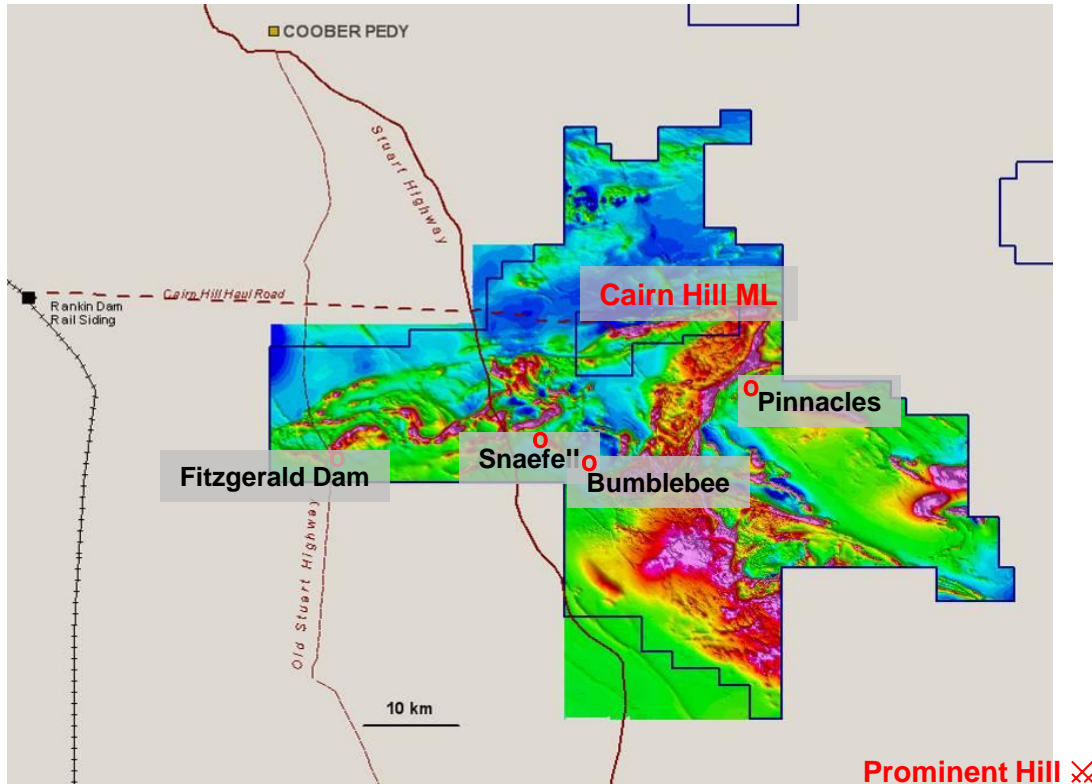 COOBER PEDY
Stuart Highway
Cairn Hill Haul Road
Rankin Dam
Rail Siding
Cairn Hill ML
Pinnacles
Snaefell
Fitzgerald Dam
Bumblebee
Old Stuart Highway
10 km
Prominent Hill